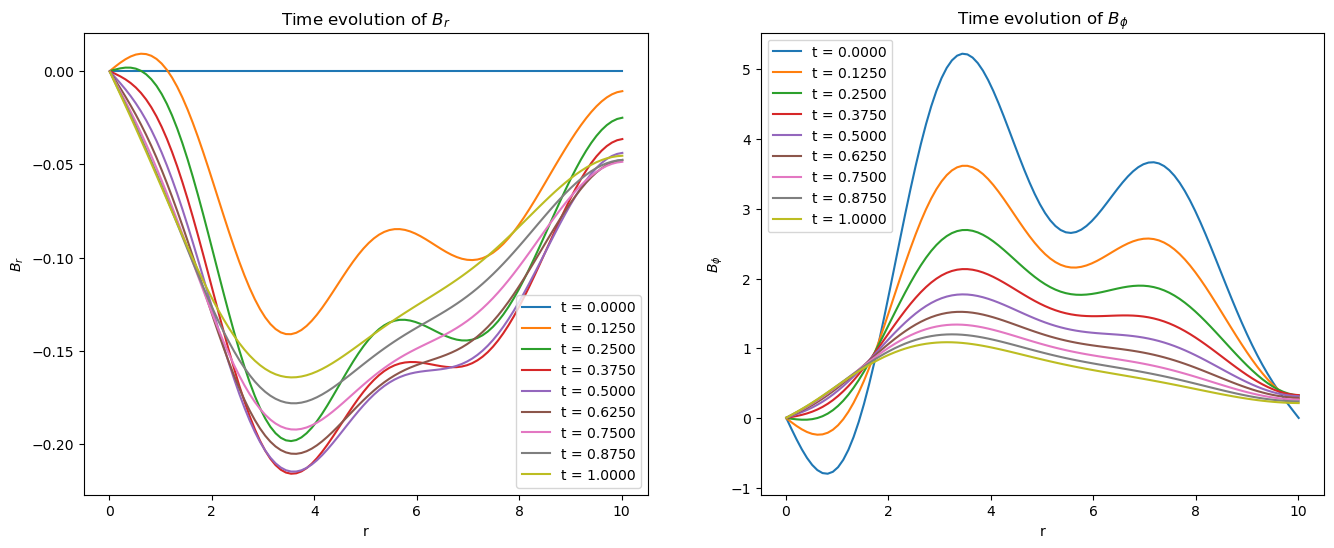 Time evolution of B_r
0.00
−0.05
−0.10
−0.15
−0.20
B_r
0 2 4 6 8 10
r
t = 0.0000
t = 0.1250
t = 0.2500
t = 0.3750
t = 0.5000
t = 0.6250
t = 0.7500
t = 0.8750
t = 1.0000
Time evolution of B_ϕ
5
4
3
2
1
0
−1
B_ϕ
0 2 4 6 8 10
r
t = 0.0000
t = 0.1250
t = 0.2500
t = 0.3750
t = 0.5000
t = 0.6250
t = 0.7500
t = 0.8750
t = 1.0000